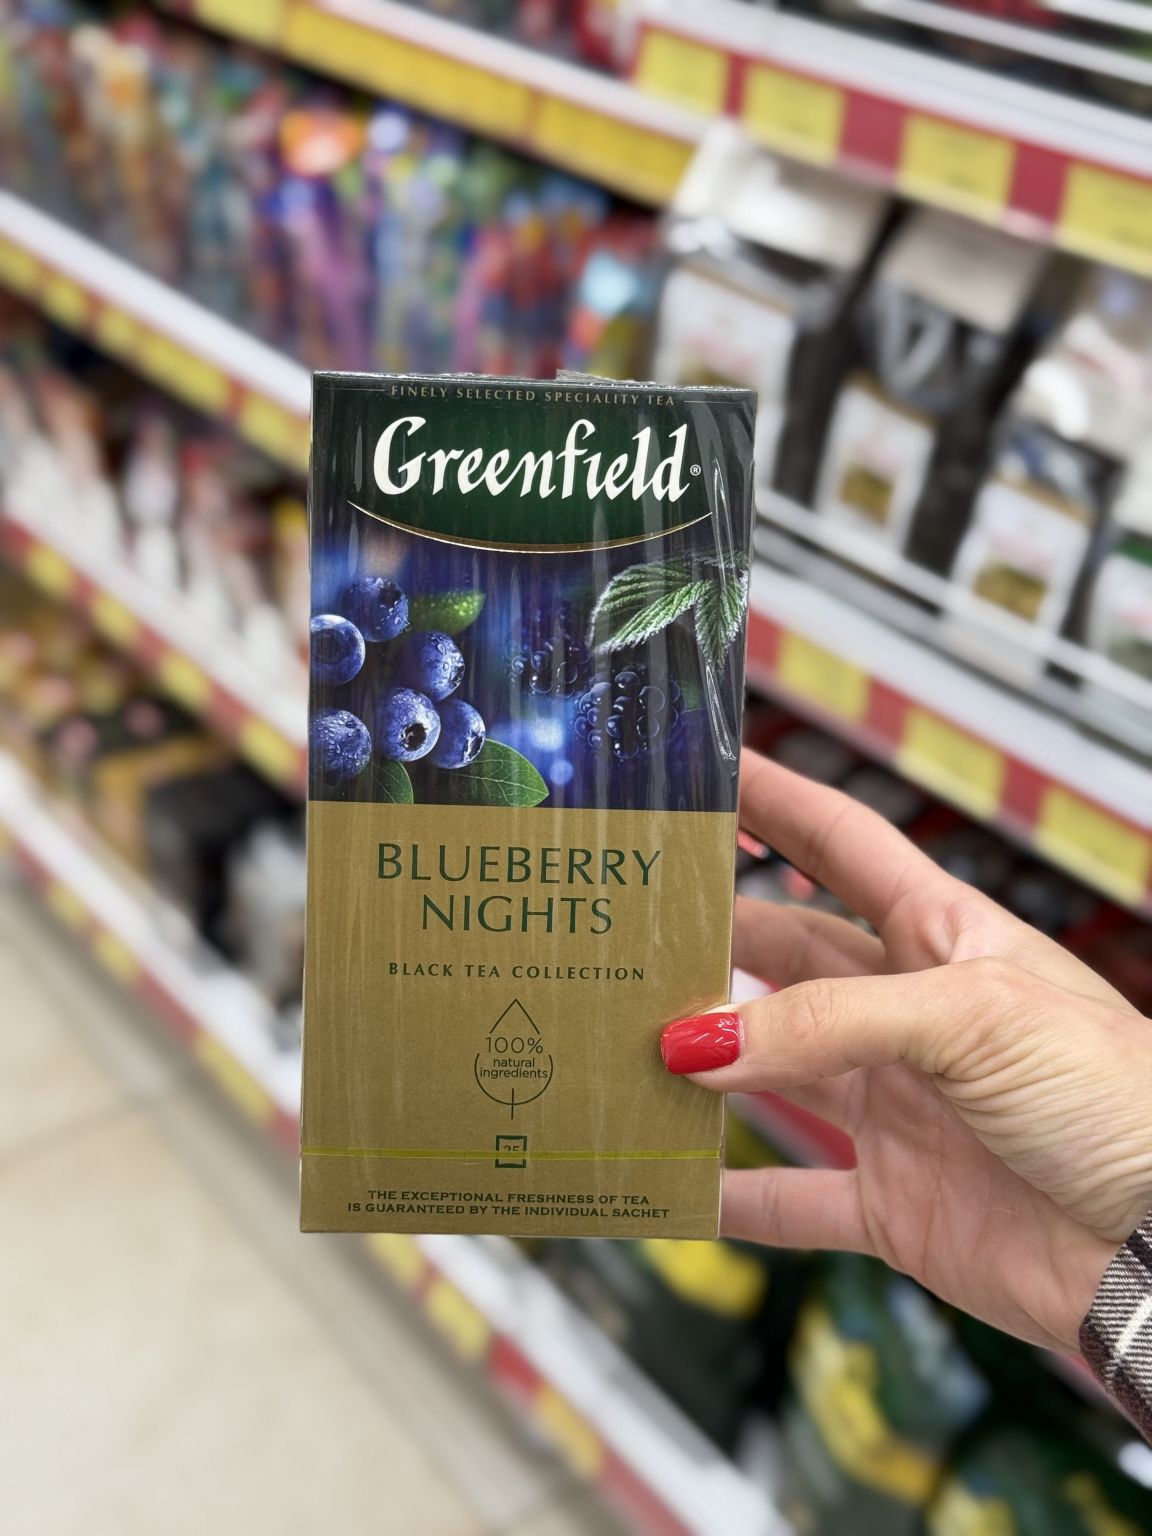 FINELY SELECTED SPECIALITY TEA
Greenfield®
BLUEBERRY
NIGHTS
BLACK TEA COLLECTION
100%
natural
ingredients
25
THE EXCEPTIONAL FRESHNESS OF TEA
IS GUARANTEED BY THE INDIVIDUAL SACHET